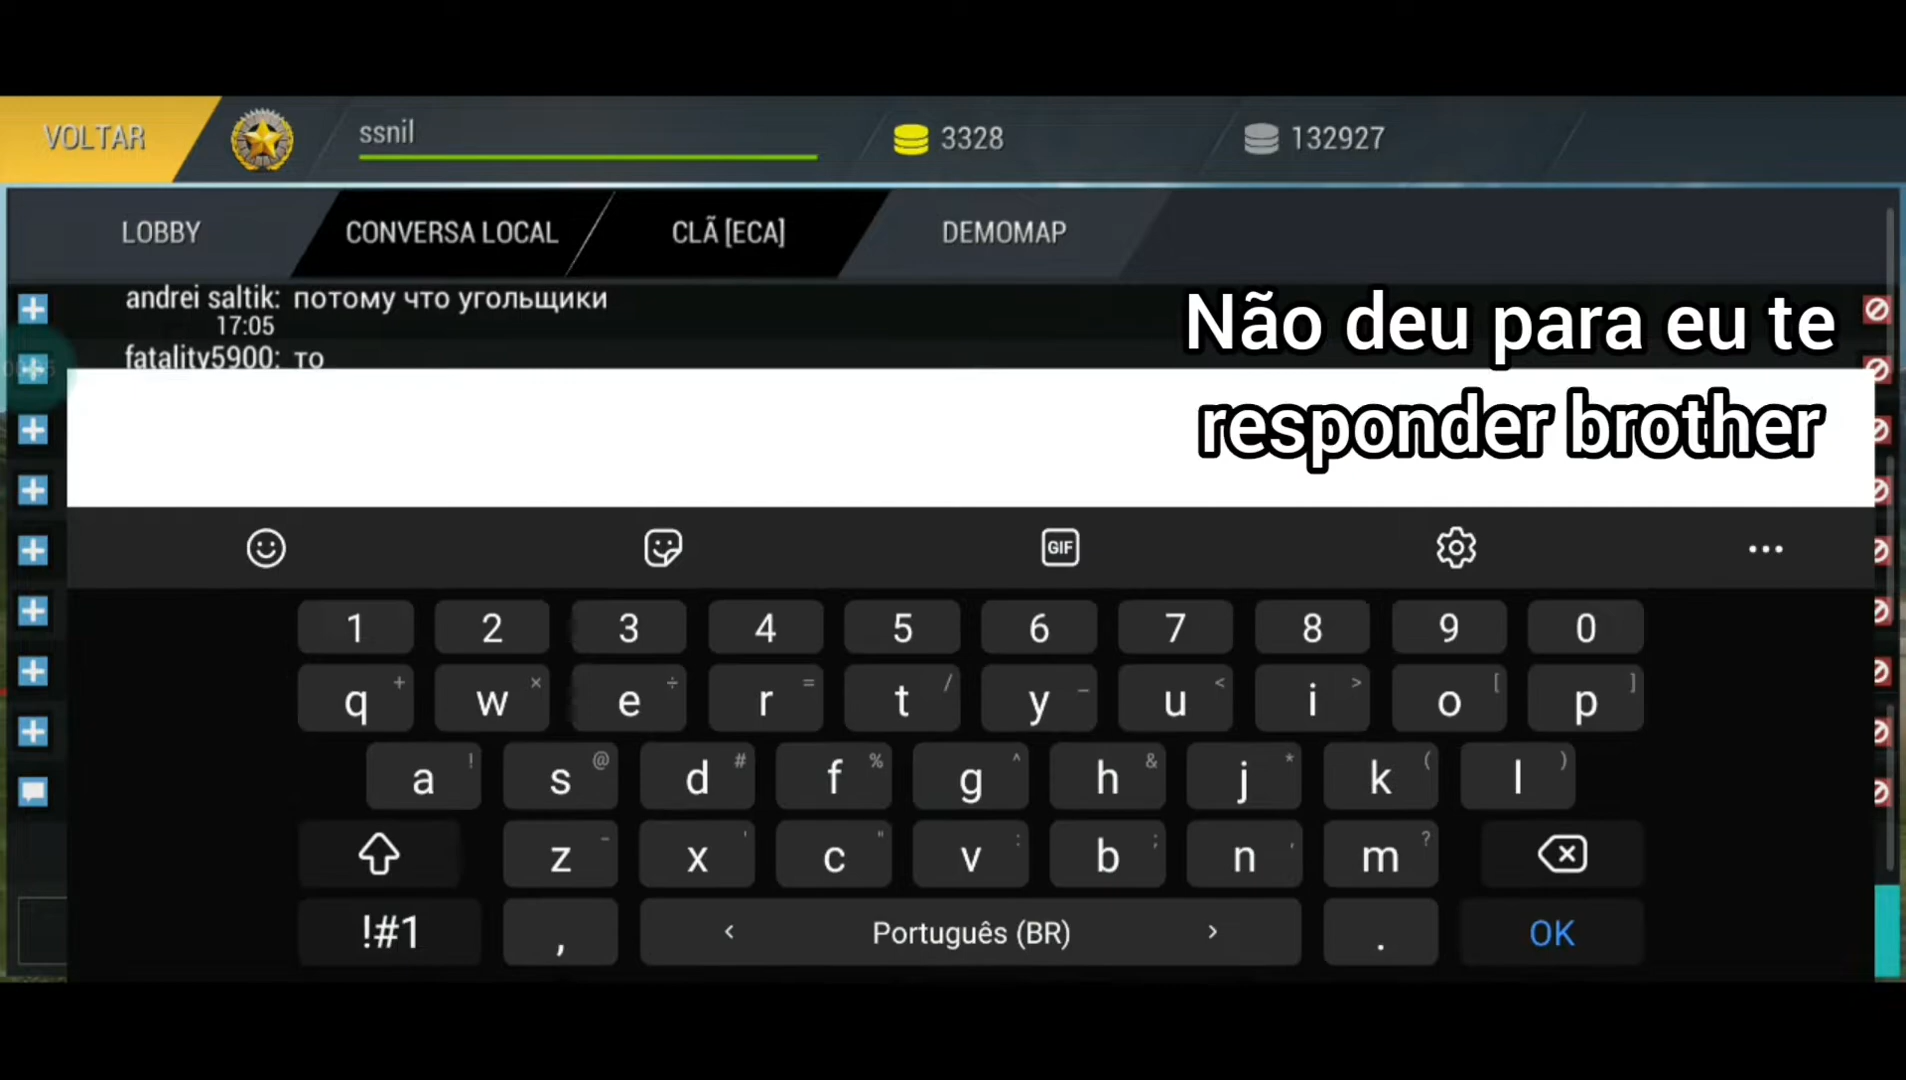 VOLTAR
ssnil
3328
132927
LOBBY
CONVERSA LOCAL
CLÃ [ECA]
DEMOMAP
andrei saltik: потому что угольщики
17:05
fatality5900: то
Não deu para eu te
responder brother
GIF
1 2 3 4 5 6 7 8 9 0
q + w × e ÷ r = t / y _ u < i > o [ p ]
a ! s @ d # f % g ^ h & j * k ( l )
z - x ' c " v : b ; n , m ?
!#1 , < Português (BR) > . OK